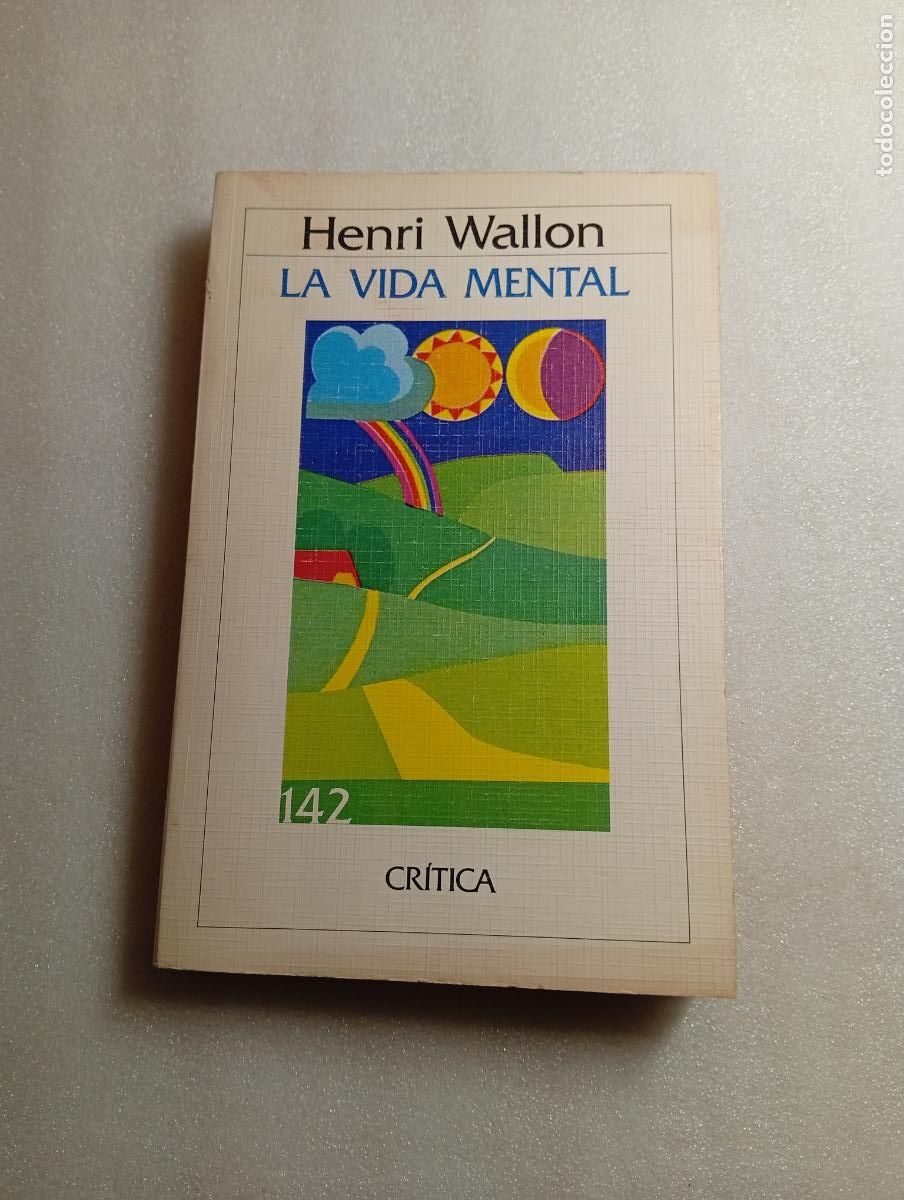 Henri Wallon
LA VIDA MENTAL
142
CRÍTICA
todocoleccion